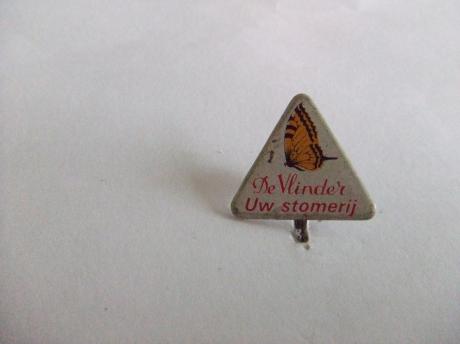 De Vlinder
Uw stomerij